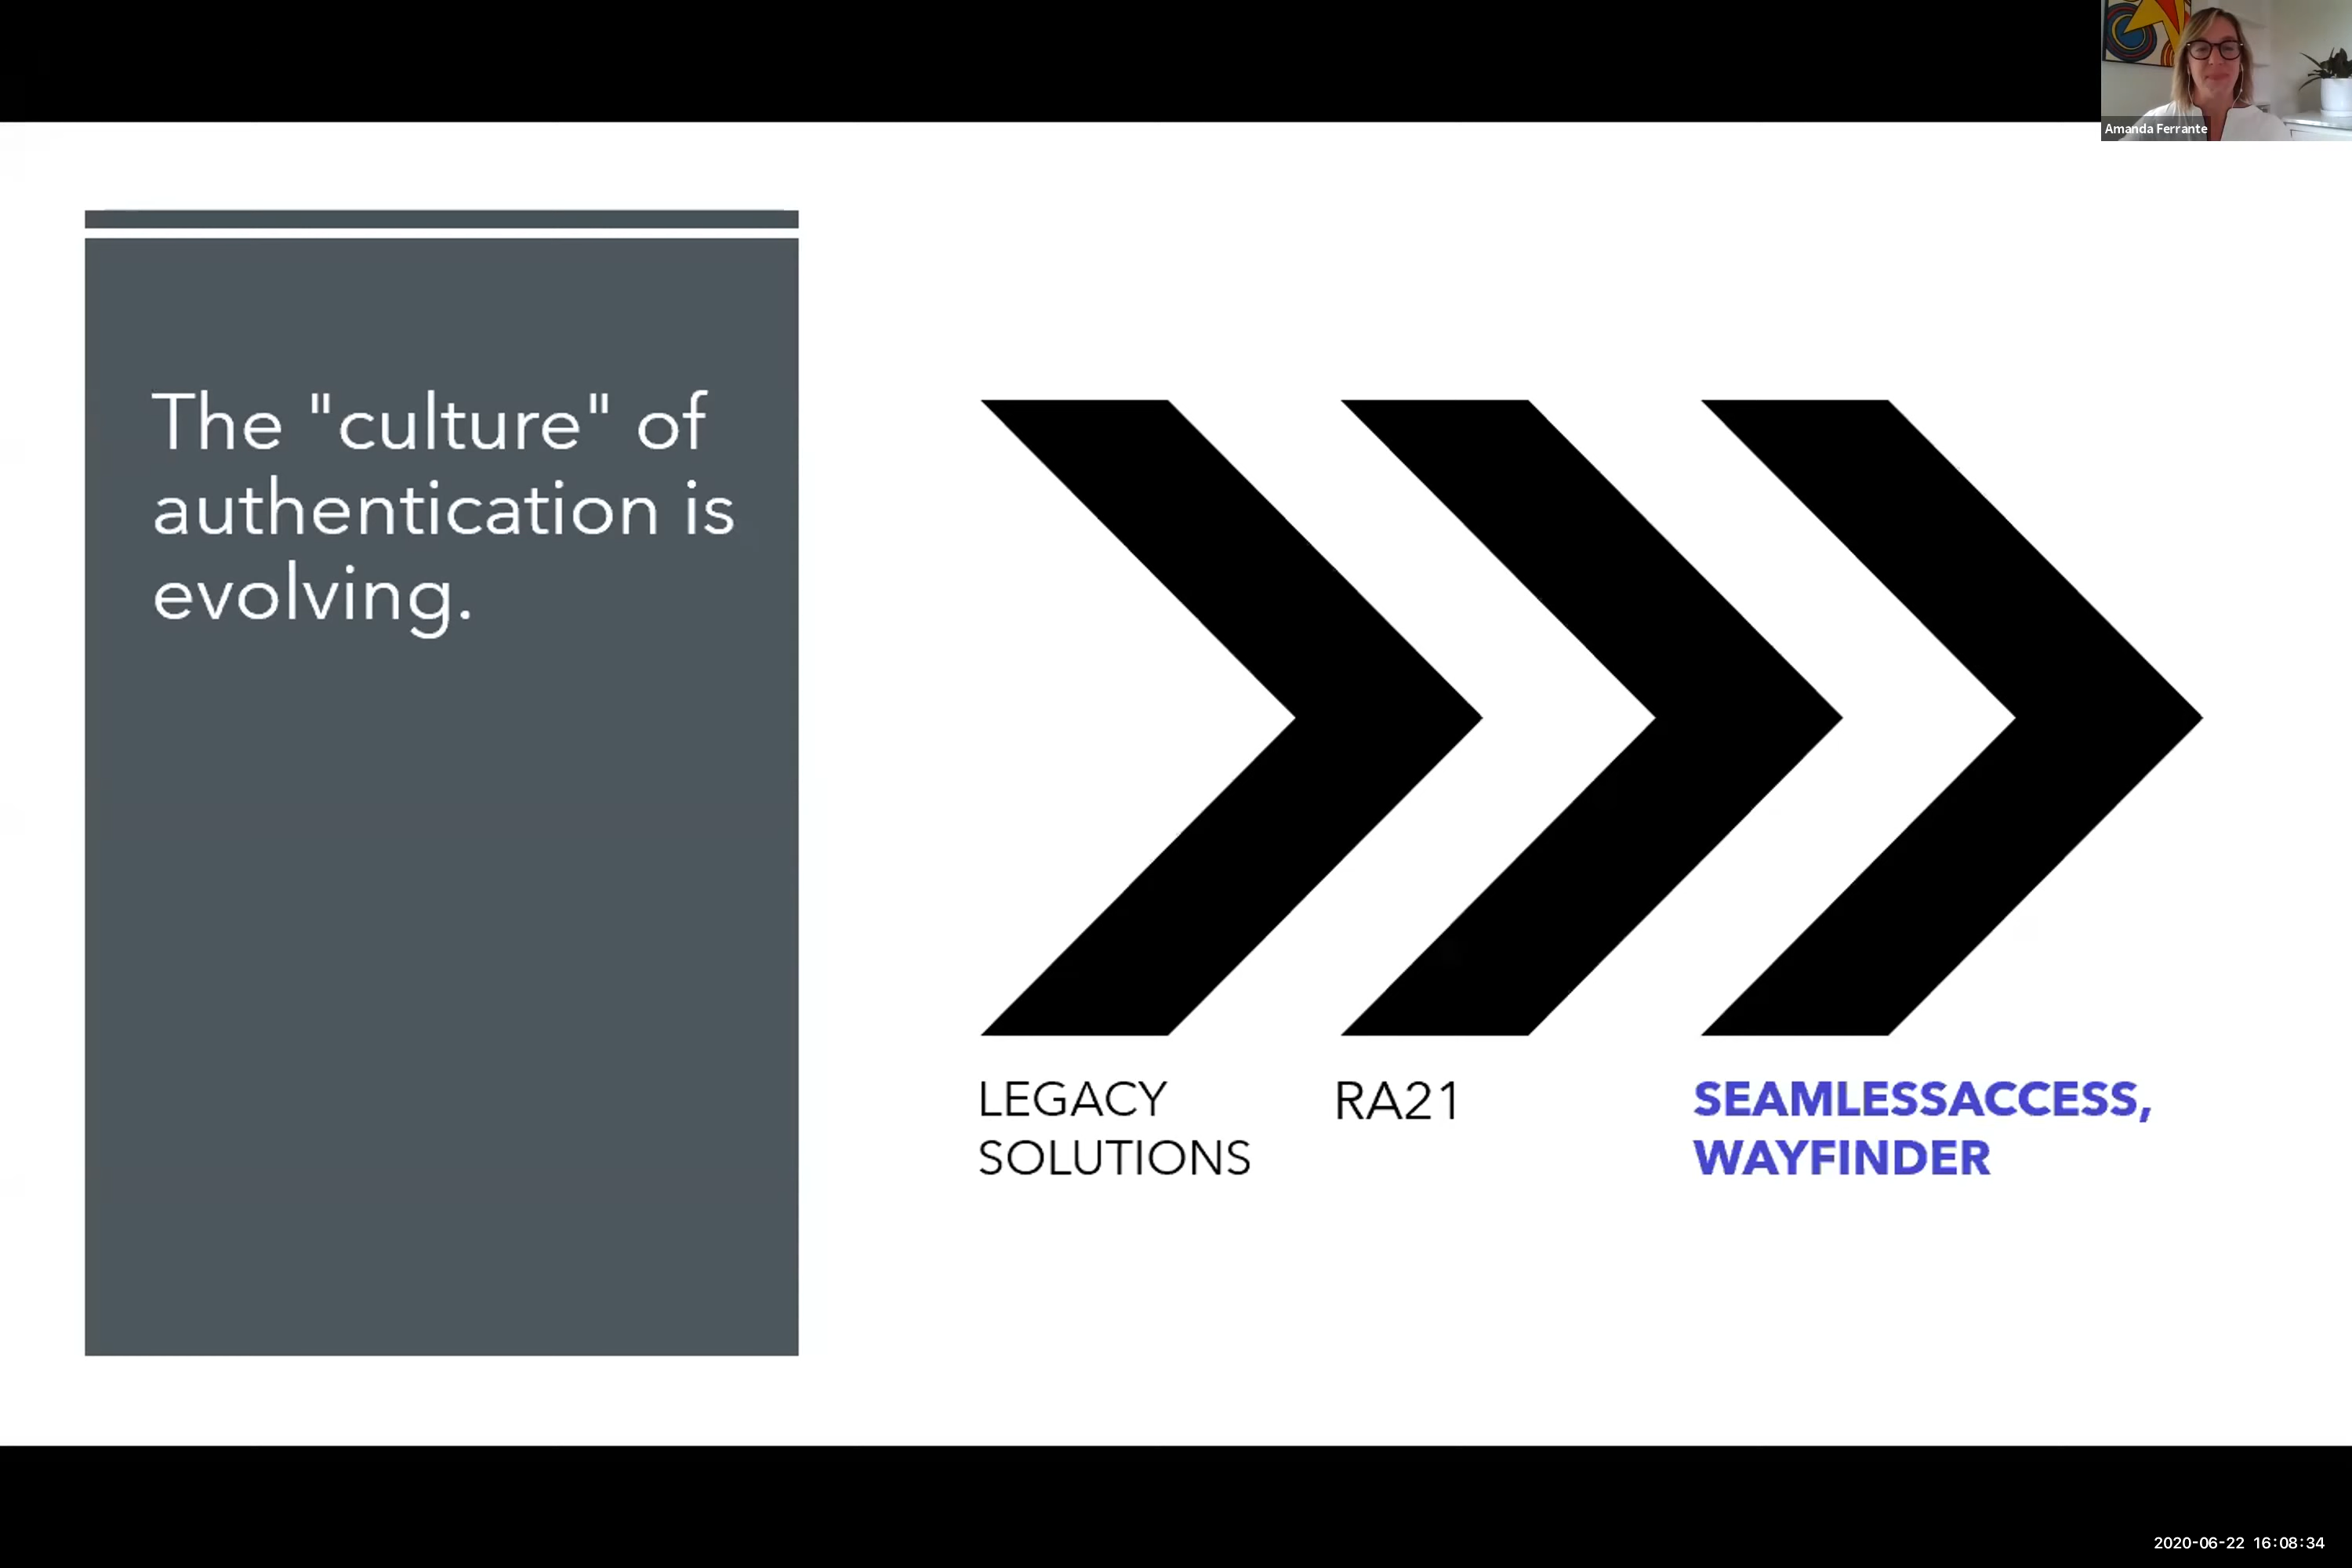 Amanda Ferrante
The "culture" of
authentication is
evolving.
LEGACY
SOLUTIONS
RA21
SEAMLESSACCESS,
WAYFINDER
2020-06-22 16:08:34